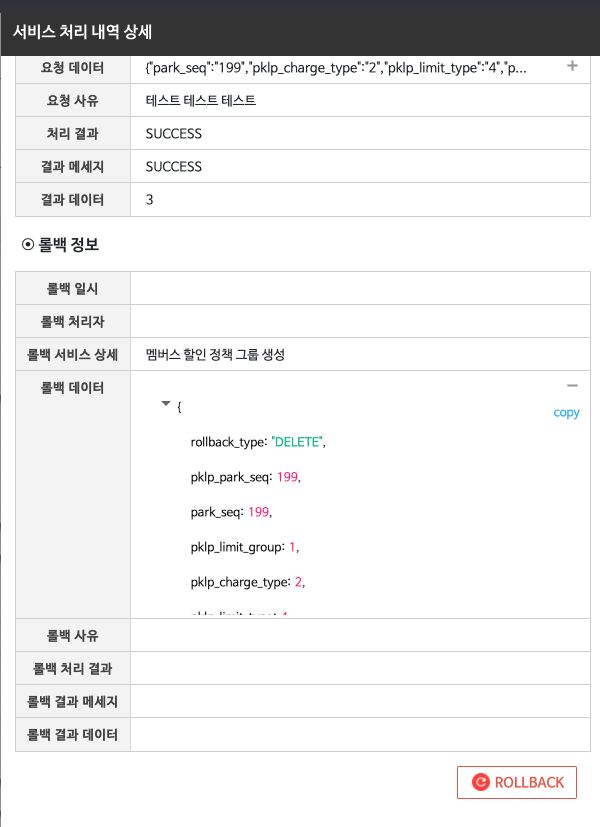 서비스 처리 내역 상세
요청 데이터 {"park_seq":"199","pklp_charge_type":"2","pklp_limit_type":"4","p... +
요청 사유 테스트 테스트 테스트
처리 결과 SUCCESS
결과 메세지 SUCCESS
결과 데이터 3
롤백 정보
롤백 일시
롤백 처리자
롤백 서비스 상세 멤버스 할인 정책 그룹 생성
롤백 데이터 −
{
copy
rollback_type: "DELETE",
pklp_park_seq: 199,
park_seq: 199,
pklp_limit_group: 1,
pklp_charge_type: 2,
롤백 사유
롤백 처리 결과
롤백 결과 메세지
롤백 결과 데이터
ROLLBACK